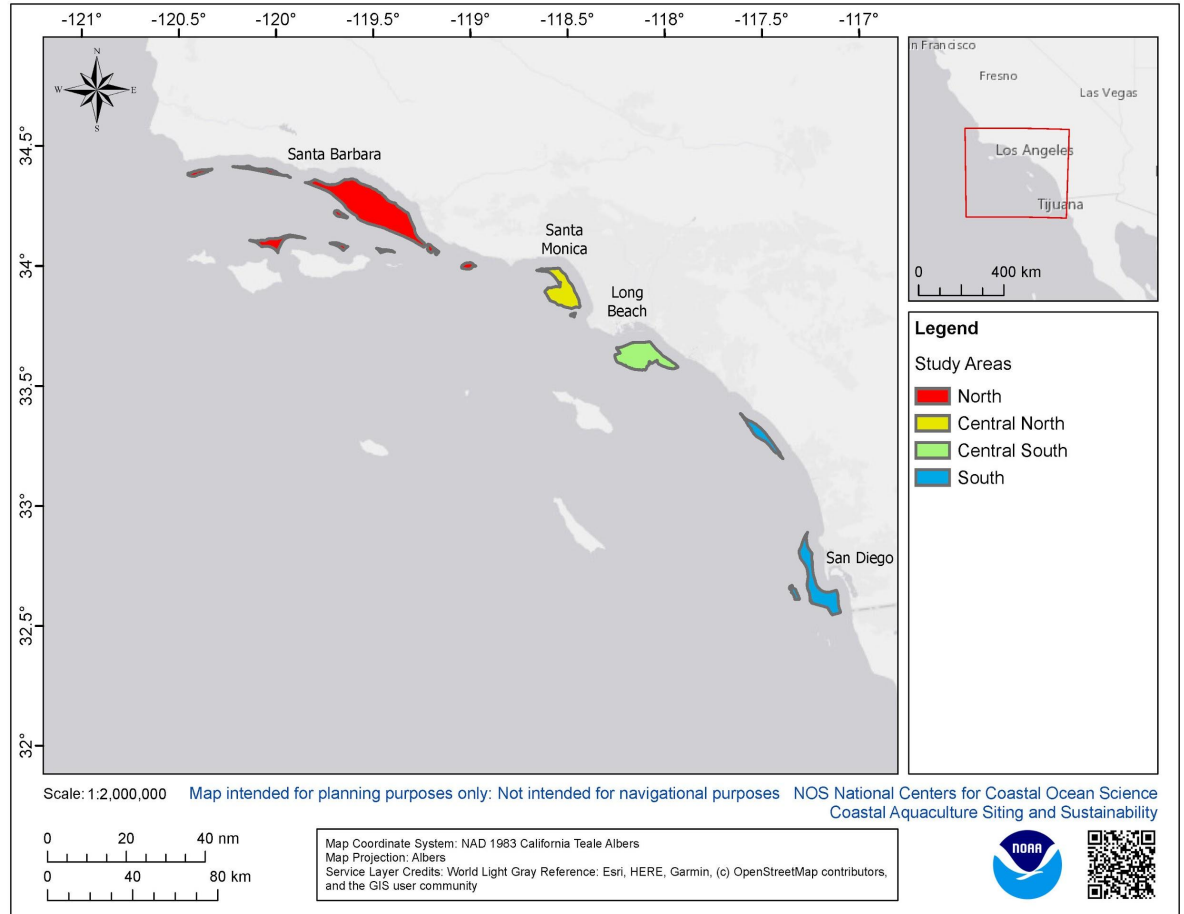 -121° -120.5° -120° -119.5° -119° -118.5° -118° -117.5° -117°
N
W E
S
34.5°
34°
33.5°
33°
32.5°
32°
Santa Barbara
Santa
Monica
Long
Beach
San Diego
n Francisco
Fresno
Las Vegas
Los Angeles
Tijuana
0 400 km
Legend
Study Areas
North
Central North
Central South
South
Scale: 1:2,000,000
Map intended for planning purposes only: Not intended for navigational purposes
NOS National Centers for Coastal Ocean Science
Coastal Aquaculture Siting and Sustainability
0 20 40 nm
0 40 80 km
Map Coordinate System: NAD 1983 California Teale Albers
Map Projection: Albers
Service Layer Credits: World Light Gray Reference: Esri, HERE, Garmin, (c) OpenStreetMap contributors,
and the GIS user community
NOAA